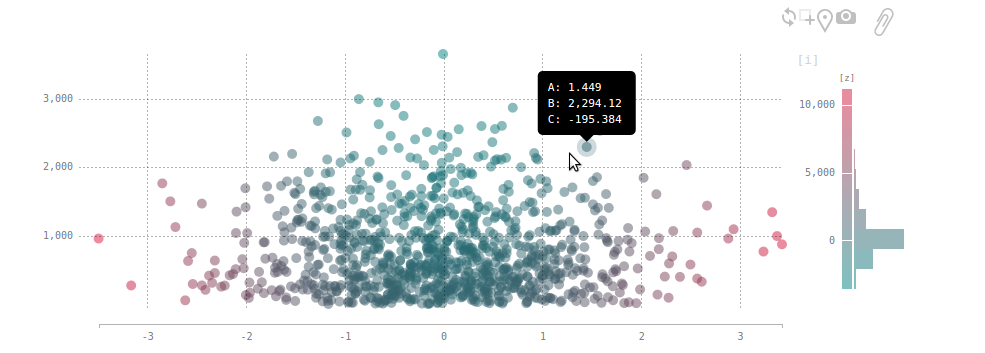 [i]
[z]
A: 1.449
B: 2,294.12
C: -195.384
3,000
2,000
1,000
10,000
5,000
0
-3
-2
-1
0
1
2
3